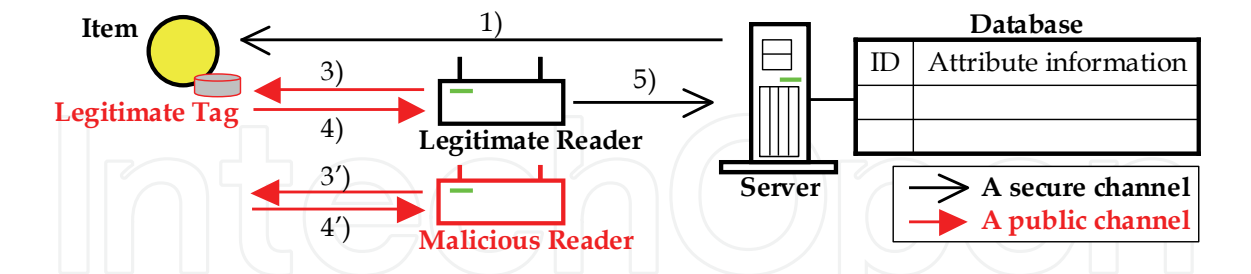 Item
1)
Database
ID Attribute information
3)
5)
Legitimate Tag
4)
Legitimate Reader
3')
4')
Malicious Reader
Server
A secure channel
A public channel
IntechOpen